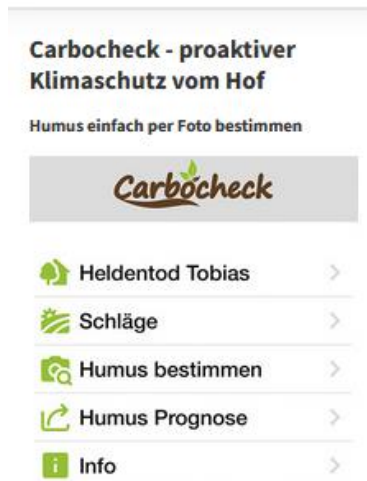 Carbocheck - proaktiver
Klimaschutz vom Hof
Humus einfach per Foto bestimmen
Carbocheck
Heldentod Tobias
Schläge
Humus bestimmen
Humus Prognose
Info